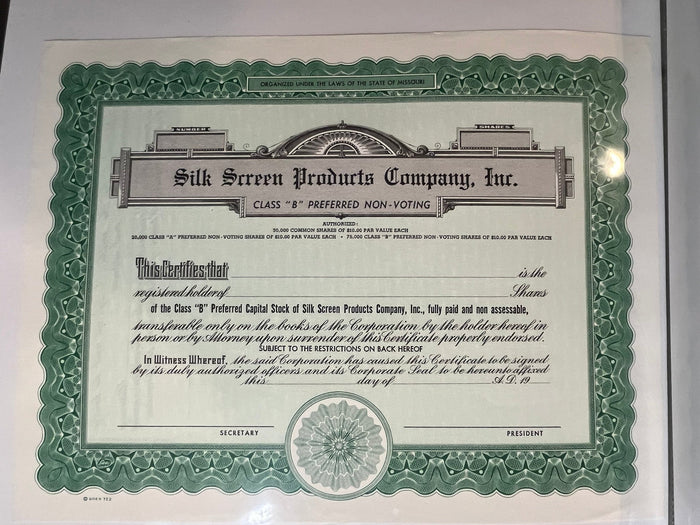 ORGANIZED UNDER THE LAWS OF THE STATE OF MISSOURI
NUMBER
SHARES
Silk Screen Products Company, Inc.
CLASS "B" PREFERRED NON-VOTING
AUTHORIZED:
30,000 COMMON SHARES OF $10.00 PAR VALUE EACH
20,000 CLASS "A" PREFERRED NON-VOTING SHARES OF $10.00 PAR VALUE EACH • 75,000 CLASS "B" PREFERRED NON-VOTING SHARES OF $10.00 PAR VALUE EACH
This Certifies that is the
registered holder of Shares
of the Class "B" Preferred Capital Stock of Silk Screen Products Company, Inc., fully paid and non assessable,
transferable only on the books of the Corporation by the holder hereof in
person or by Attorney upon surrender of this Certificate properly endorsed.
SUBJECT TO THE RESTRICTIONS ON BACK HEREOF
In Witness Whereof, the said Corporation has caused this Certificate to be signed
by its duly authorized officers and its Corporate Seal to be hereunto affixed
this day of A.D. 19
SECRETARY
PRESIDENT
©